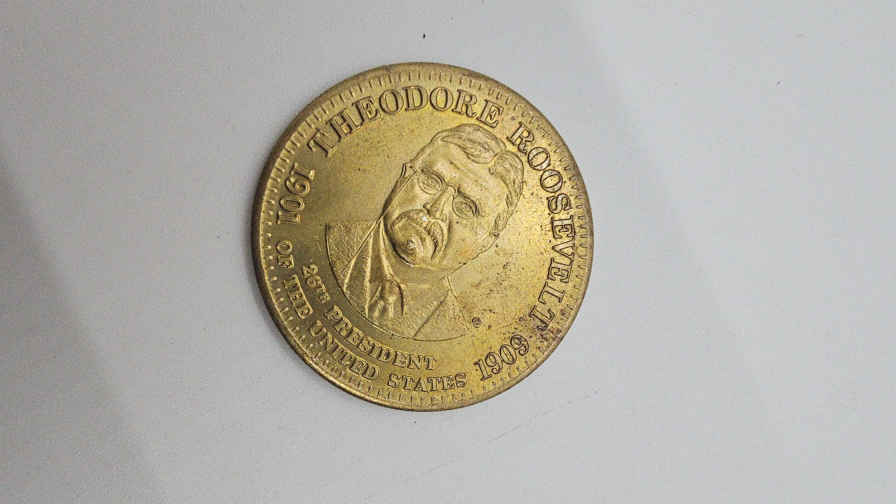 THEODORE ROOSEVELT
1901
1909
26TH PRESIDENT
OF THE UNITED STATES